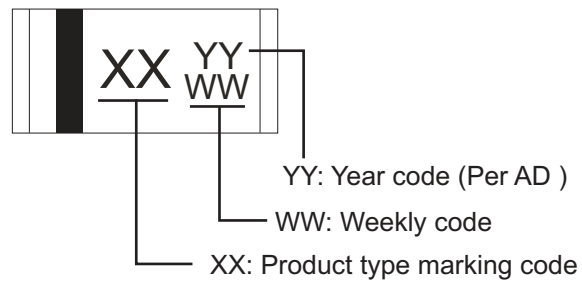 XX YY
WW
YY: Year code (Per AD )
WW: Weekly code
XX: Product type marking code